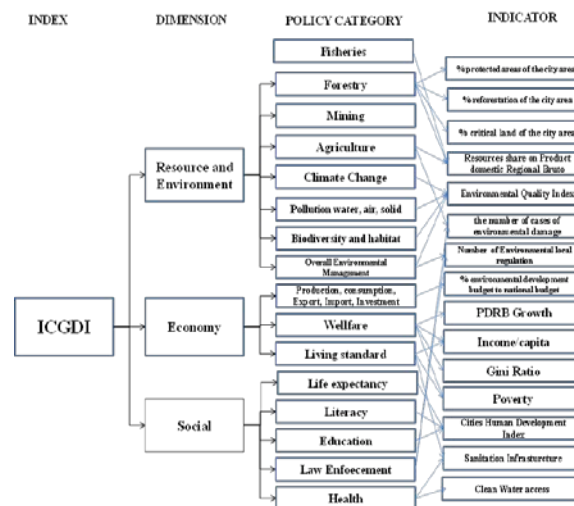 INDEX
DIMENSION
POLICY CATEGORY
INDICATOR
ICGDI
Resource and
Environment
Economy
Social
Fisheries
Forestry
Mining
Agriculture
Climate Change
Pollution water, air, solid
Biodiversity and habitat
Overall Environmental
Management
Production, consumption,
Export, Import, Investment
Wellfare
Living standard
Life expectancy
Literacy
Education
Law Enfoecement
Health
% protected areas of the city area
% reforestation of the city area
% critical land of the city area
Resources share on Product
domestic Regional Bruto
Environmental Quality Index
the number of cases of
environmental damage
Number of Environmental local
regulation
% environmental development
budget to national budget
PDRB Growth
Income/capita
Gini Ratio
Poverty
Cities Human Development
Index
Sanitation Infrastureture
Clean Water access